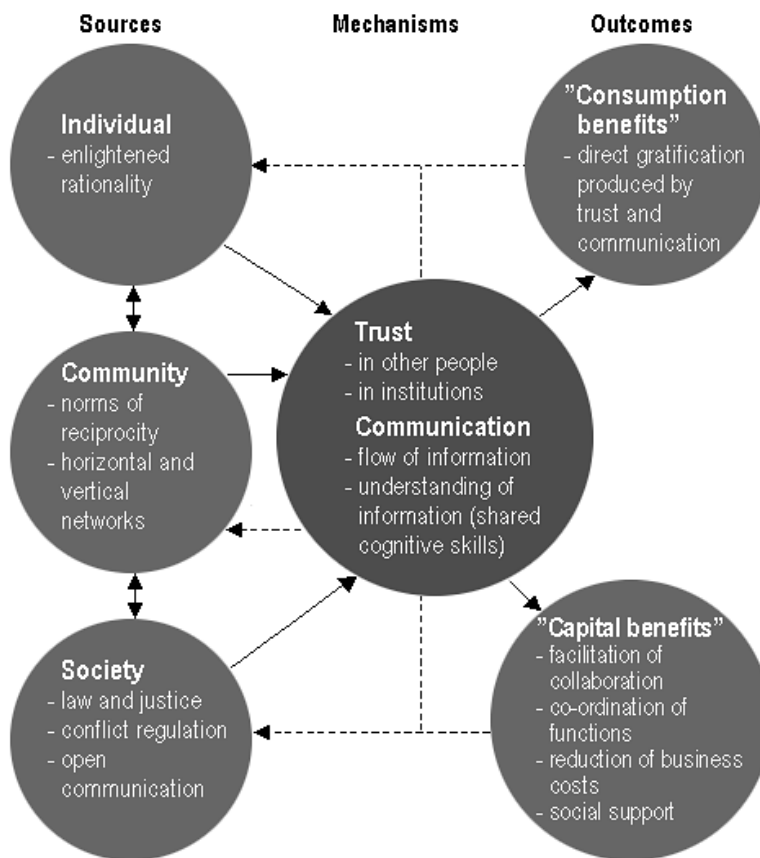 Sources
Mechanisms
Outcomes
Individual
- enlightened
rationality
Community
- norms of
reciprocity
- horizontal and
vertical
networks
Society
- law and justice
- conflict regulation
- open
communication
Trust
- in other people
- in institutions
Communication
- flow of information
- understanding of
information (shared
cognitive skills)
”Consumption
benefits”
- direct gratification
produced by
trust and
communication
"Capital benefits”
- facilitation of
collaboration
- co-ordination of
functions
- reduction of business
costs
- social support